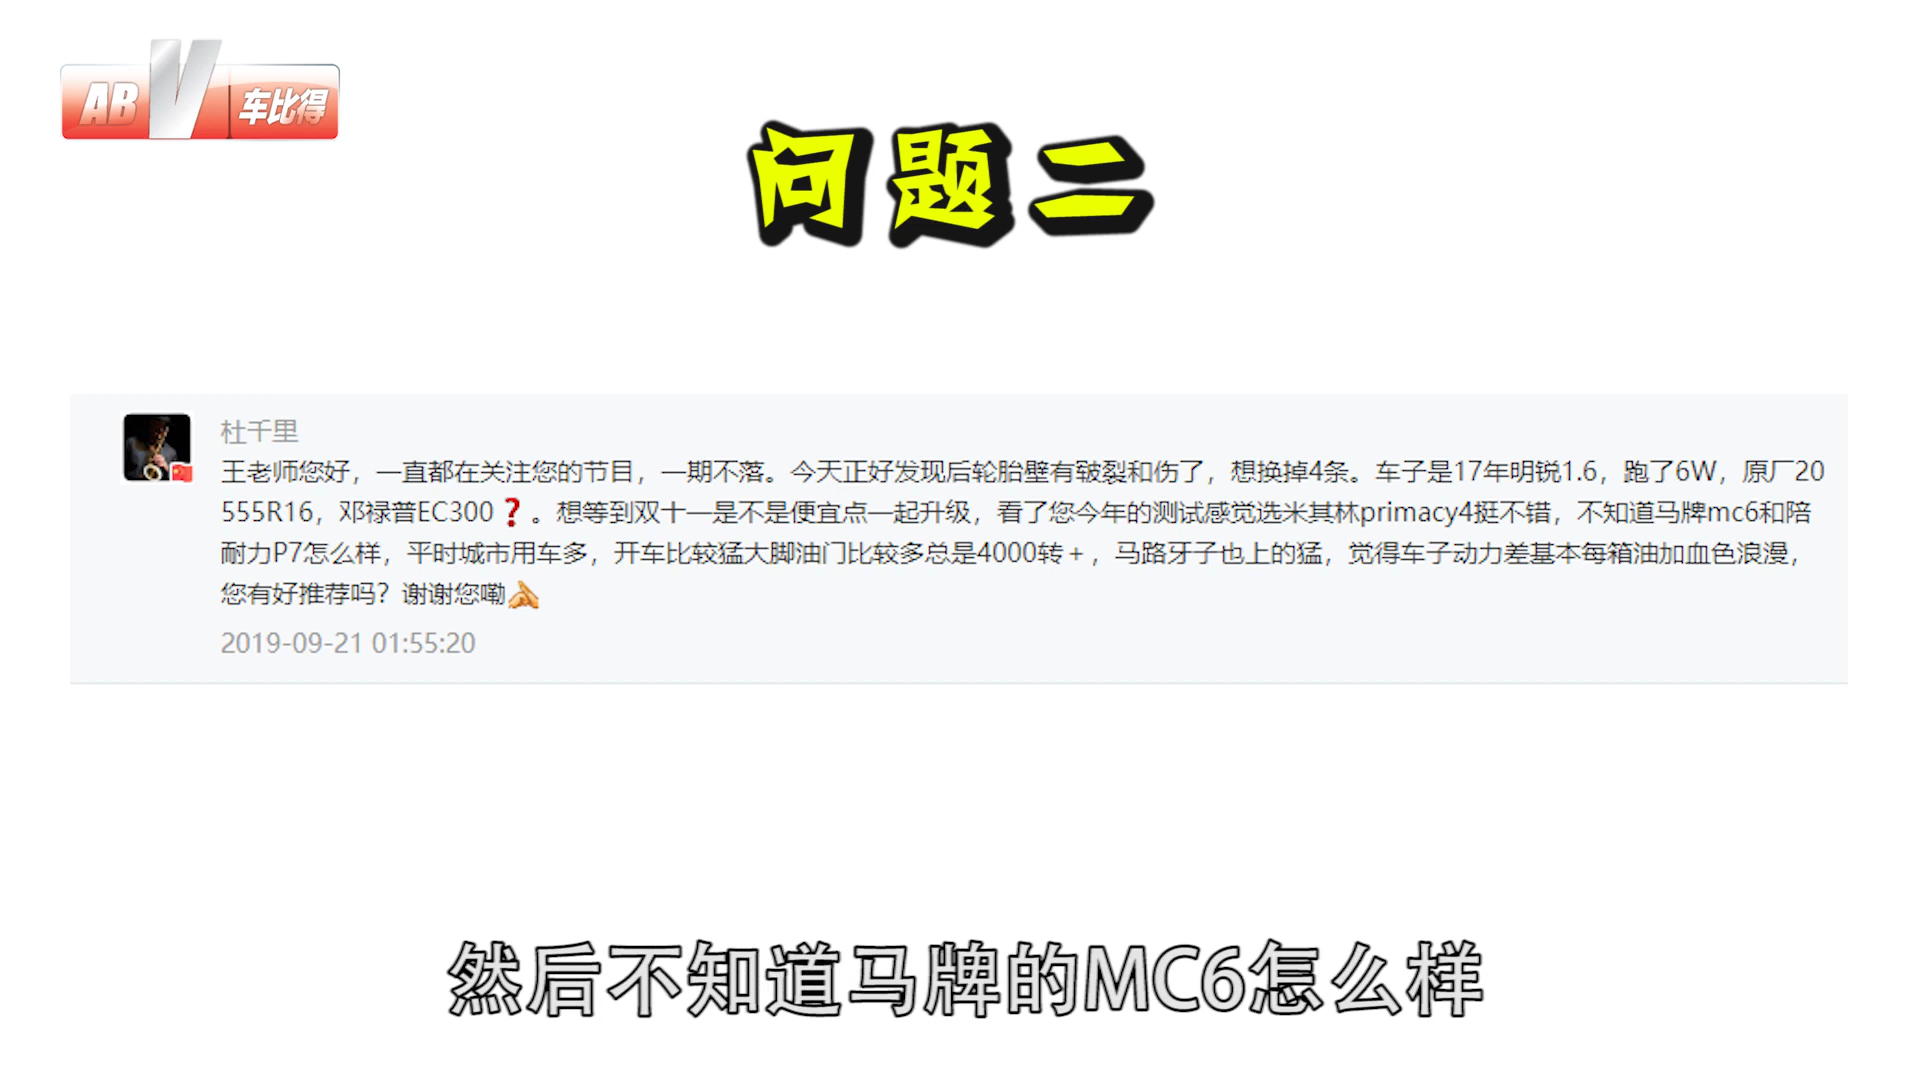 ABV车比得
问题二
杜千里
王老师您好，一直都在关注您的节目，一期不落。今天正好发现后轮胎壁有皲裂和伤了，想换掉4条。车子是17年明锐1.6，跑了6W，原厂20
555R16，邓禄普EC300❓。想等到双十一是不是便宜点一起升级，看了您今年的测试感觉选米其林primacy4挺不错，不知道马牌mc6和陪
耐力P7怎么样，平时城市用车多，开车比较猛大脚油门比较多总是4000转+，马路牙子也上的猛，觉得车子动力差基本每箱油加血色浪漫，
您有好推荐吗？谢谢您嘞🙏
2019-09-21 01:55:20
然后不知道马牌的MC6怎么样